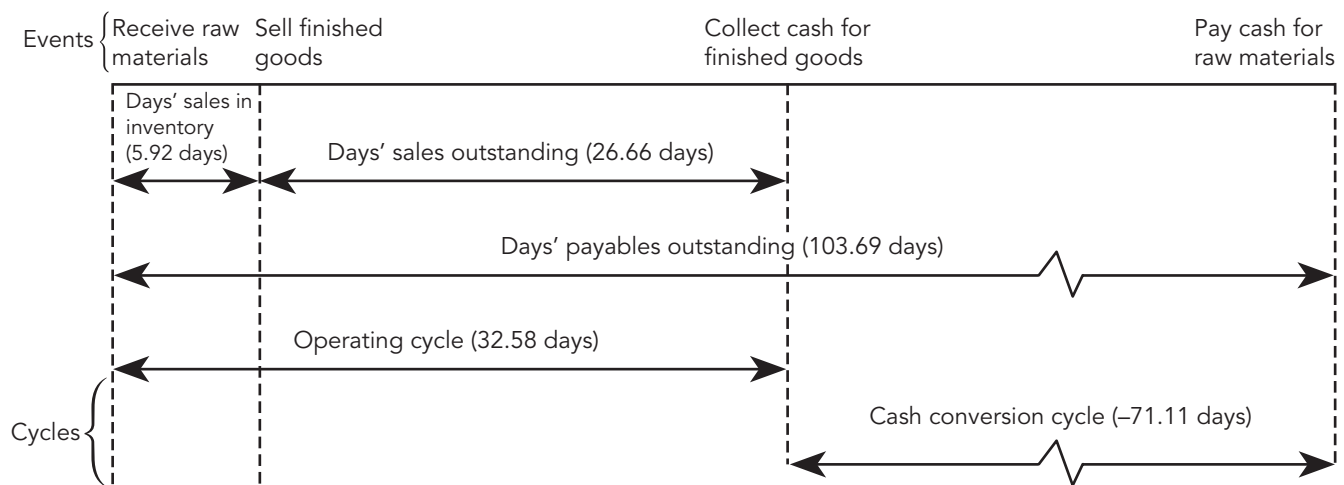 Events
Receive raw
materials
Sell finished
goods
Collect cash for
finished goods
Pay cash for
raw materials
Days’ sales in
inventory
(5.92 days)
Days’ sales outstanding (26.66 days)
Days’ payables outstanding (103.69 days)
Operating cycle (32.58 days)
Cycles
Cash conversion cycle (–71.11 days)